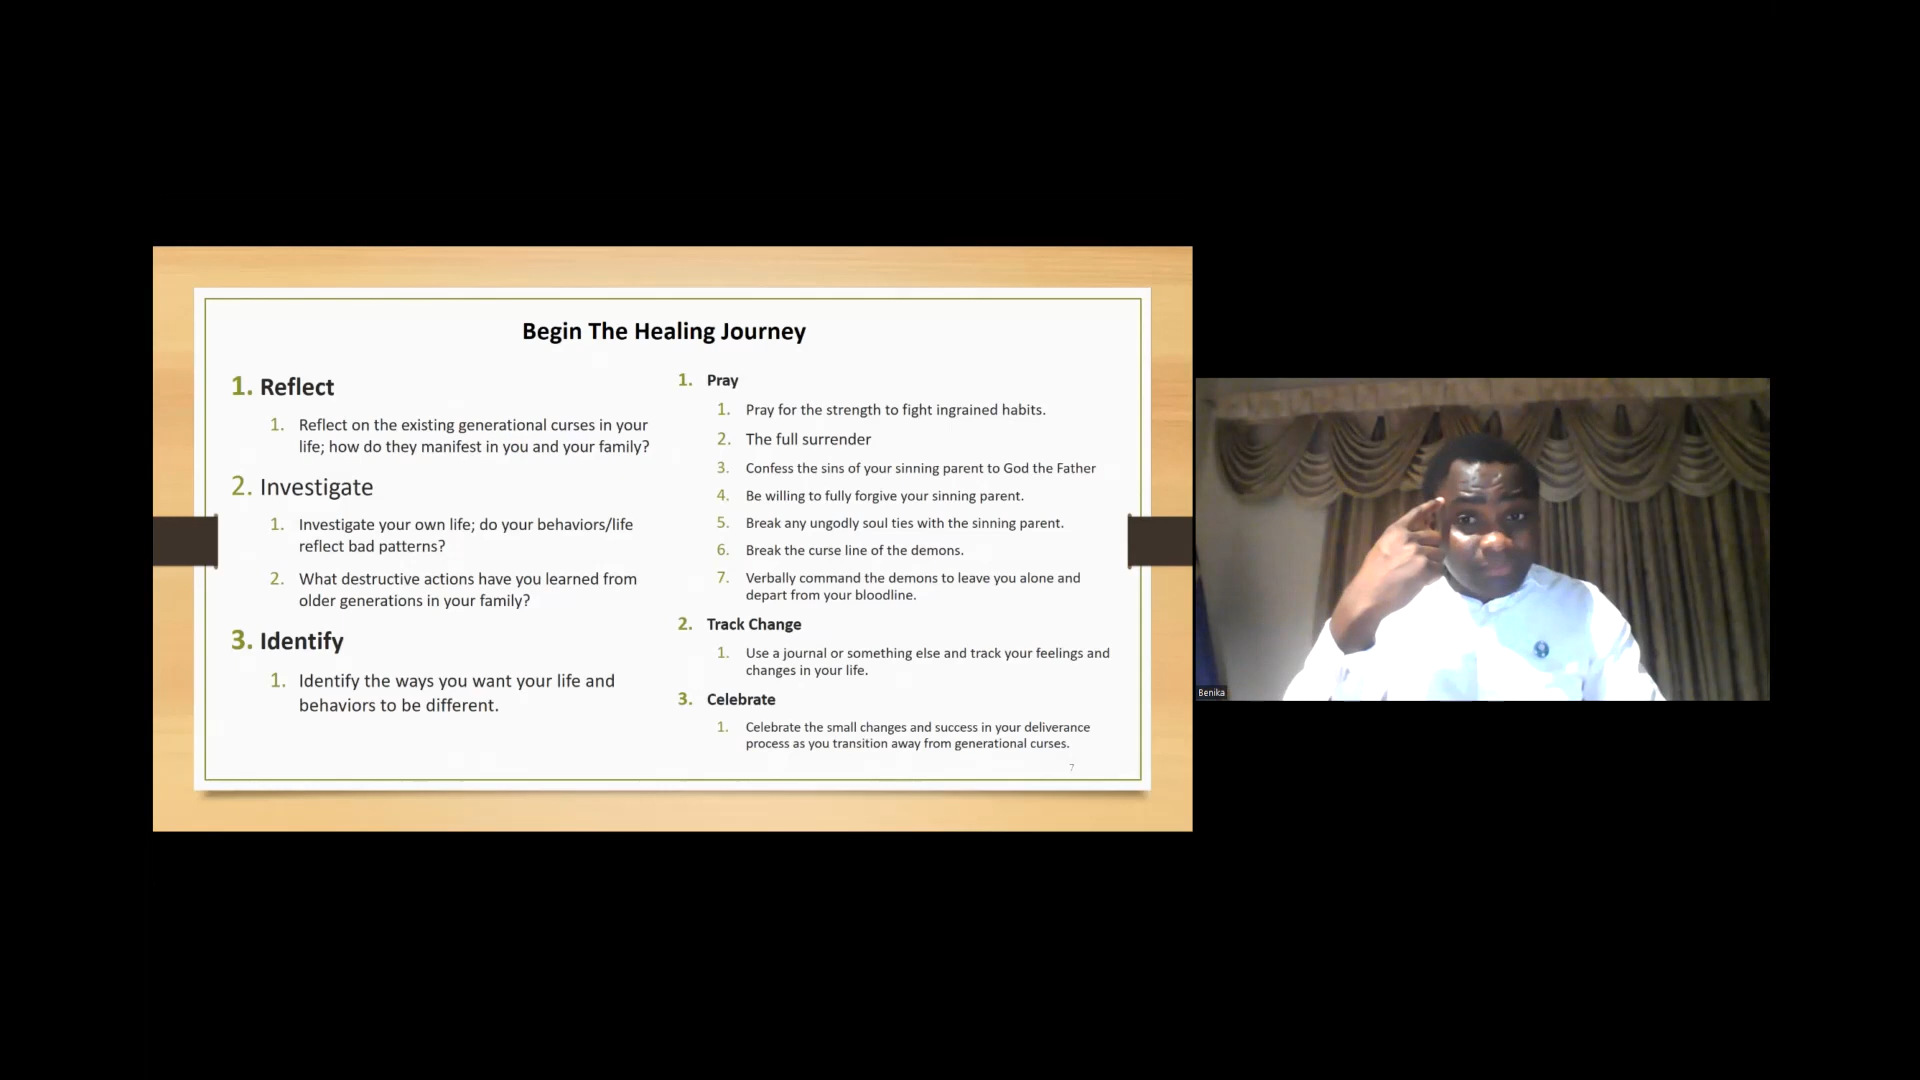 Begin The Healing Journey
1. Reflect
1. Reflect on the existing generational curses in your
life; how do they manifest in you and your family?
2. Investigate
1. Investigate your own life; do your behaviors/life
reflect bad patterns?
2. What destructive actions have you learned from
older generations in your family?
3. Identify
1. Identify the ways you want your life and
behaviors to be different.
1. Pray
1. Pray for the strength to fight ingrained habits.
2. The full surrender
3. Confess the sins of your sinning parent to God the Father
4. Be willing to fully forgive your sinning parent.
5. Break any ungodly soul ties with the sinning parent.
6. Break the curse line of the demons.
7. Verbally command the demons to leave you alone and
depart from your bloodline.
2. Track Change
1. Use a journal or something else and track your feelings and
changes in your life.
3. Celebrate
1. Celebrate the small changes and success in your deliverance
process as you transition away from generational curses.
7
Benika